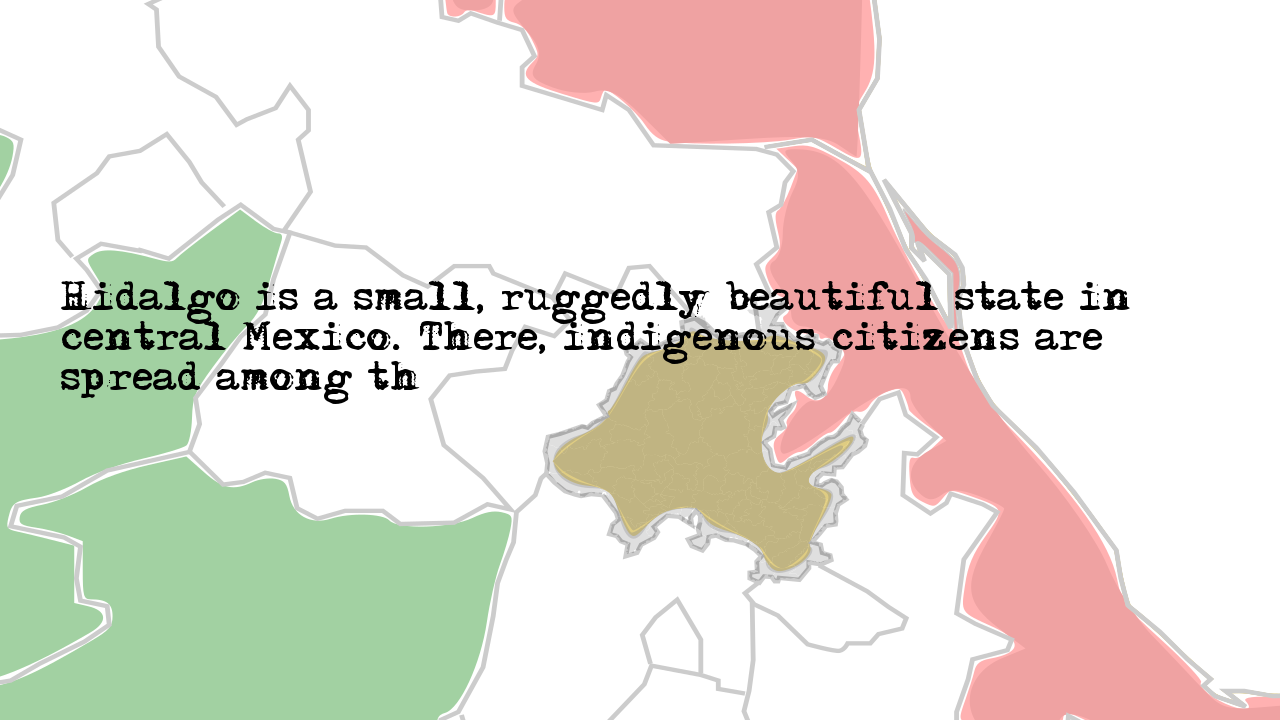 Hidalgo is a small, ruggedly beautiful state in
central Mexico. There, indigenous citizens are
spread among th